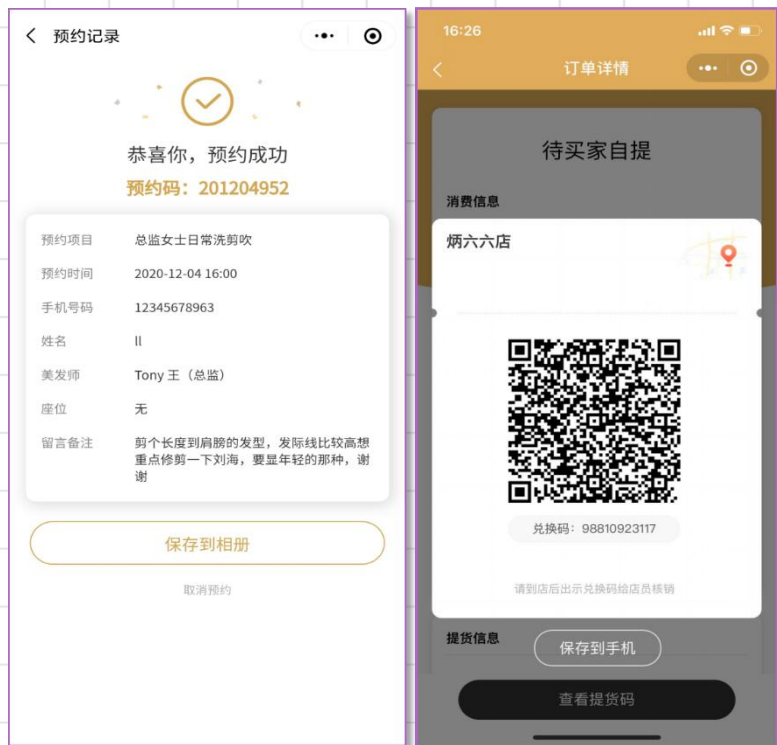 预约记录
恭喜你，预约成功
预约码：201204952
预约项目 总监女士日常洗剪吹
预约时间 2020-12-04 16:00
手机号码 12345678963
姓名 ll
美发师 Tony 王（总监）
座位 无
留言备注 剪个长度到肩膀的发型，发际线比较高想
重点修剪一下刘海，要显年轻的那种，谢
谢
保存到相册
取消预约
16:26
订单详情
待买家自提
消费信息
炳六六店
兑换码：98810923117
请到店后出示兑换码给店员核销
提货信息
保存到手机
查看提货码